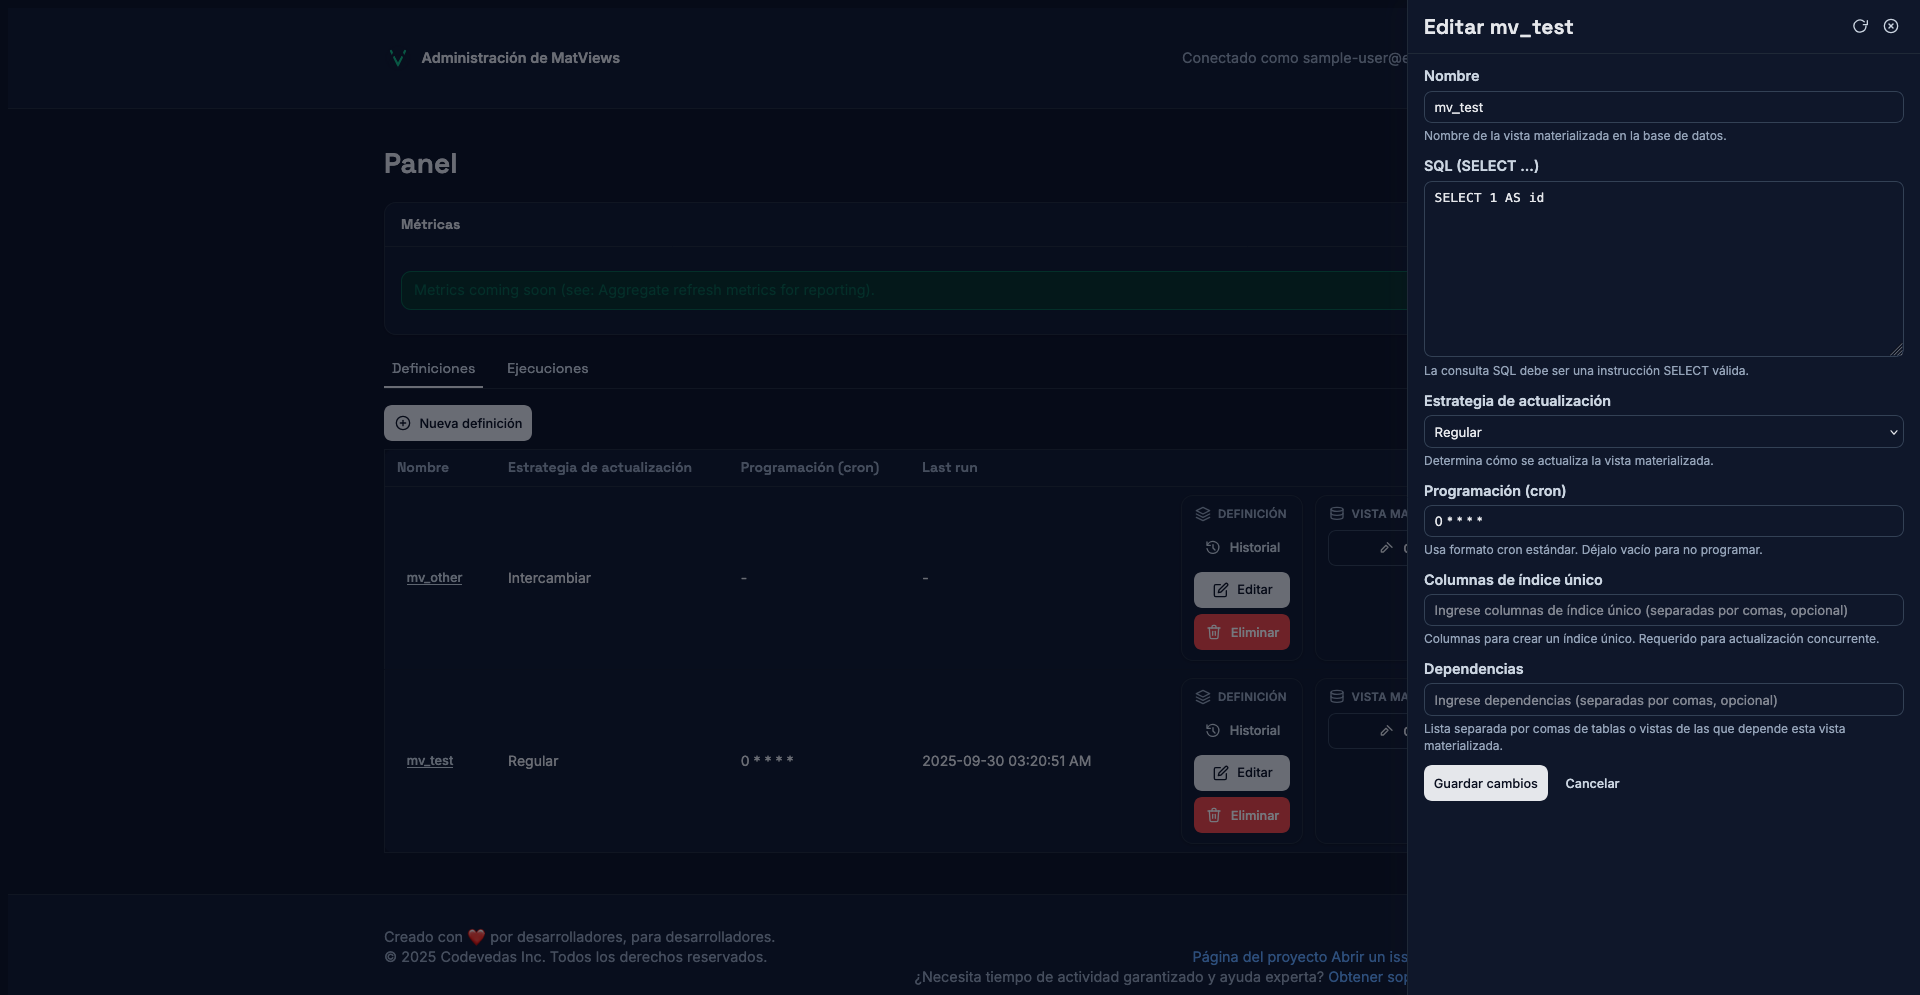 Administración de MatViews
Conectado como sample-user@e
Panel
Métricas
Metrics coming soon (see: Aggregate refresh metrics for reporting).
Definiciones
Ejecuciones
Nueva definición
Nombre
Estrategia de actualización
Programación (cron)
Last run
mv_other
Intercambiar
-
-
DEFINICIÓN
Historial
Editar
Eliminar
VISTA MA
mv_test
Regular
0 * * * *
2025-09-30 03:20:51 AM
DEFINICIÓN
Historial
Editar
Eliminar
VISTA MA
Creado con ❤️ por desarrolladores, para desarrolladores.
© 2025 Codevedas Inc. Todos los derechos reservados.
Página del proyecto Abrir un iss
¿Necesita tiempo de actividad garantizado y ayuda experta? Obtener sop
Editar mv_test
Nombre
mv_test
Nombre de la vista materializada en la base de datos.
SQL (SELECT ...)
SELECT 1 AS id
La consulta SQL debe ser una instrucción SELECT válida.
Estrategia de actualización
Regular
Determina cómo se actualiza la vista materializada.
Programación (cron)
0 * * * *
Usa formato cron estándar. Déjalo vacío para no programar.
Columnas de índice único
Ingrese columnas de índice único (separadas por comas, opcional)
Columnas para crear un índice único. Requerido para actualización concurrente.
Dependencias
Ingrese dependencias (separadas por comas, opcional)
Lista separada por comas de tablas o vistas de las que depende esta vista
materializada.
Guardar cambios
Cancelar